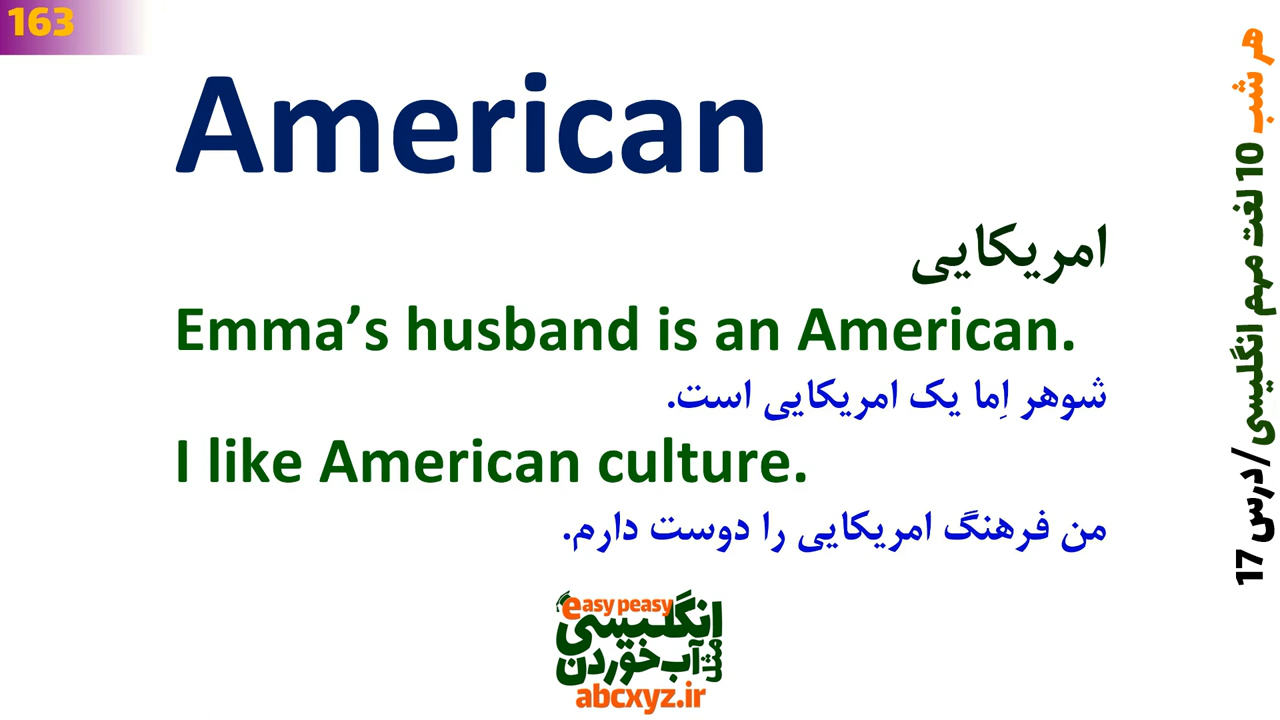 163
American
امریکایی
Emma’s husband is an American.
شوهر اِما یک امریکایی است.
I like American culture.
من فرهنگ امریکایی را دوست دارم.
هر شب 10 لغت مهم انگلیسی/درس 17
easy peasy
انگلیسی
مثل آب خوردن
abcxyz.ir